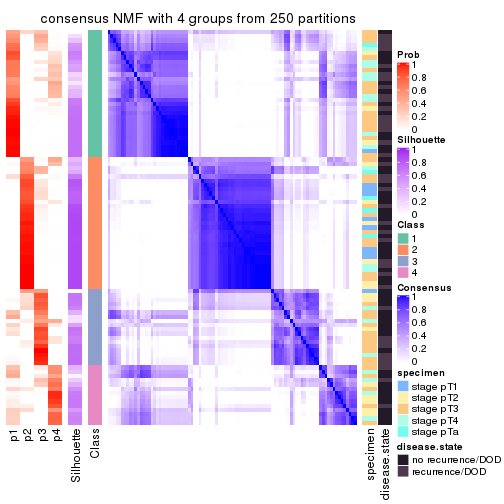 consensus NMF with 4 groups from 250 partitions
Prob
1
0.8
0.6
0.4
0.2
0
Silhouette
1
0.8
0.6
0.4
0.2
0
Class
1
2
3
4
Consensus
1
0.8
0.6
0.4
0.2
0
specimen
stage pT1
stage pT2
stage pT3
stage pT4
stage pTa
disease.state
no recurrence/DOD
recurrence/DOD
p1
p2
p3
p4
Silhouette
Class
specimen
disease.state